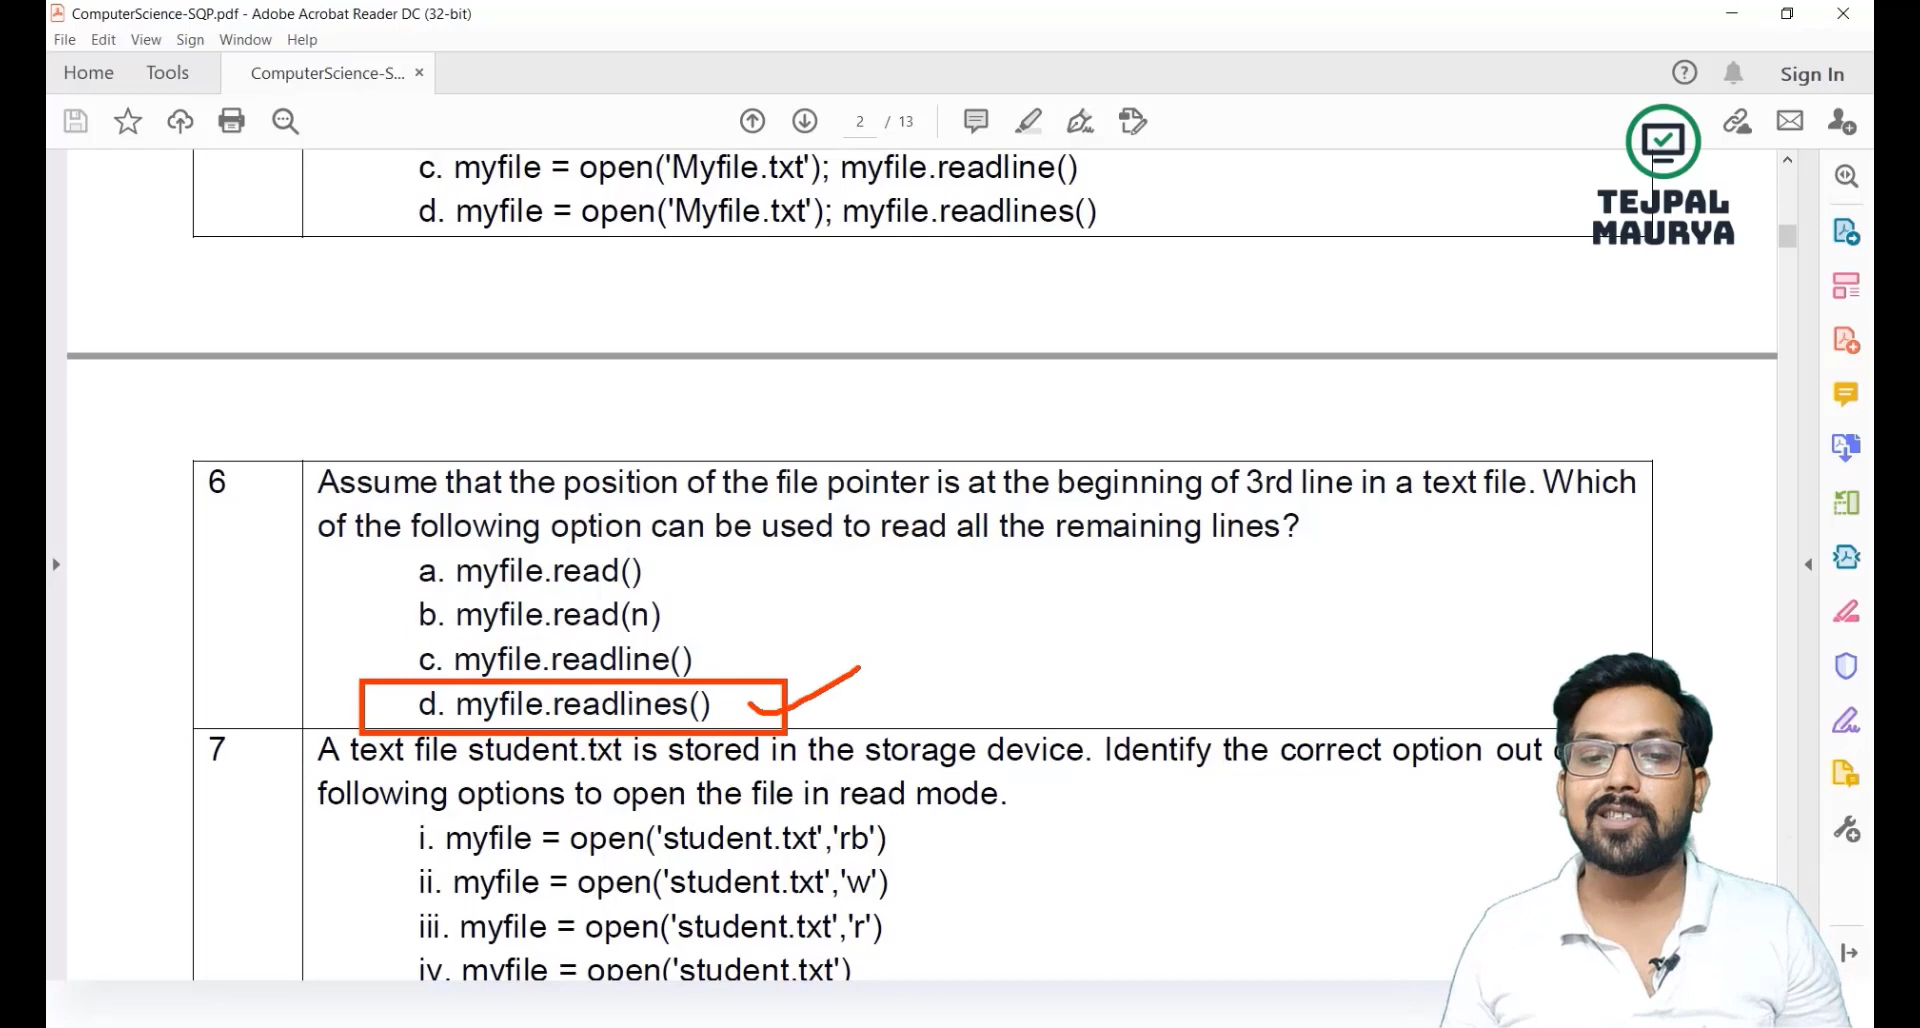 ComputerScience-SQP.pdf - Adobe Acrobat Reader DC (32-bit)
File Edit View Sign Window Help
Home Tools ComputerScience-S... ×
Sign In
2 / 13
c. myfile = open('Myfile.txt'); myfile.readline()
d. myfile = open('Myfile.txt'); myfile.readlines()
TEJPAL
MAURYA
6 Assume that the position of the file pointer is at the beginning of 3rd line in a text file. Which
of the following option can be used to read all the remaining lines?
a. myfile.read()
b. myfile.read(n)
c. myfile.readline()
d. myfile.readlines()
7 A text file student.txt is stored in the storage device. Identify the correct option out
following options to open the file in read mode.
i. myfile = open('student.txt','rb')
ii. myfile = open('student.txt','w')
iii. myfile = open('student.txt','r')
iv. myfile = open('student.txt')